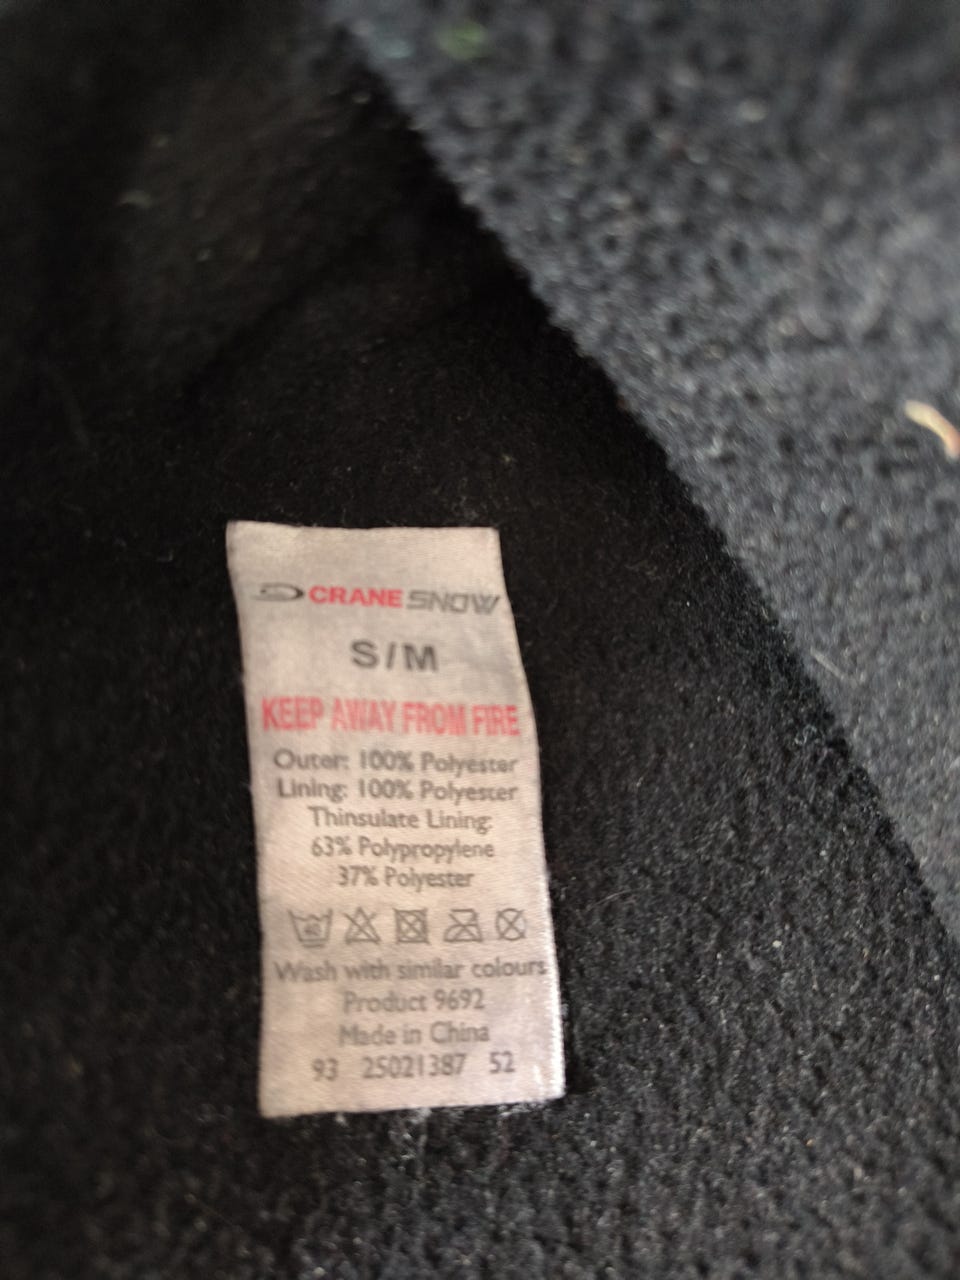 CRANE SNOW
S/M
KEEP AWAY FROM FIRE
Outer: 100% Polyester
Lining: 100% Polyester
Thinsulate Lining:
63% Polypropylene
37% Polyester
40
Wash with similar colours
Product 9692
Made in China
93 25021387 52